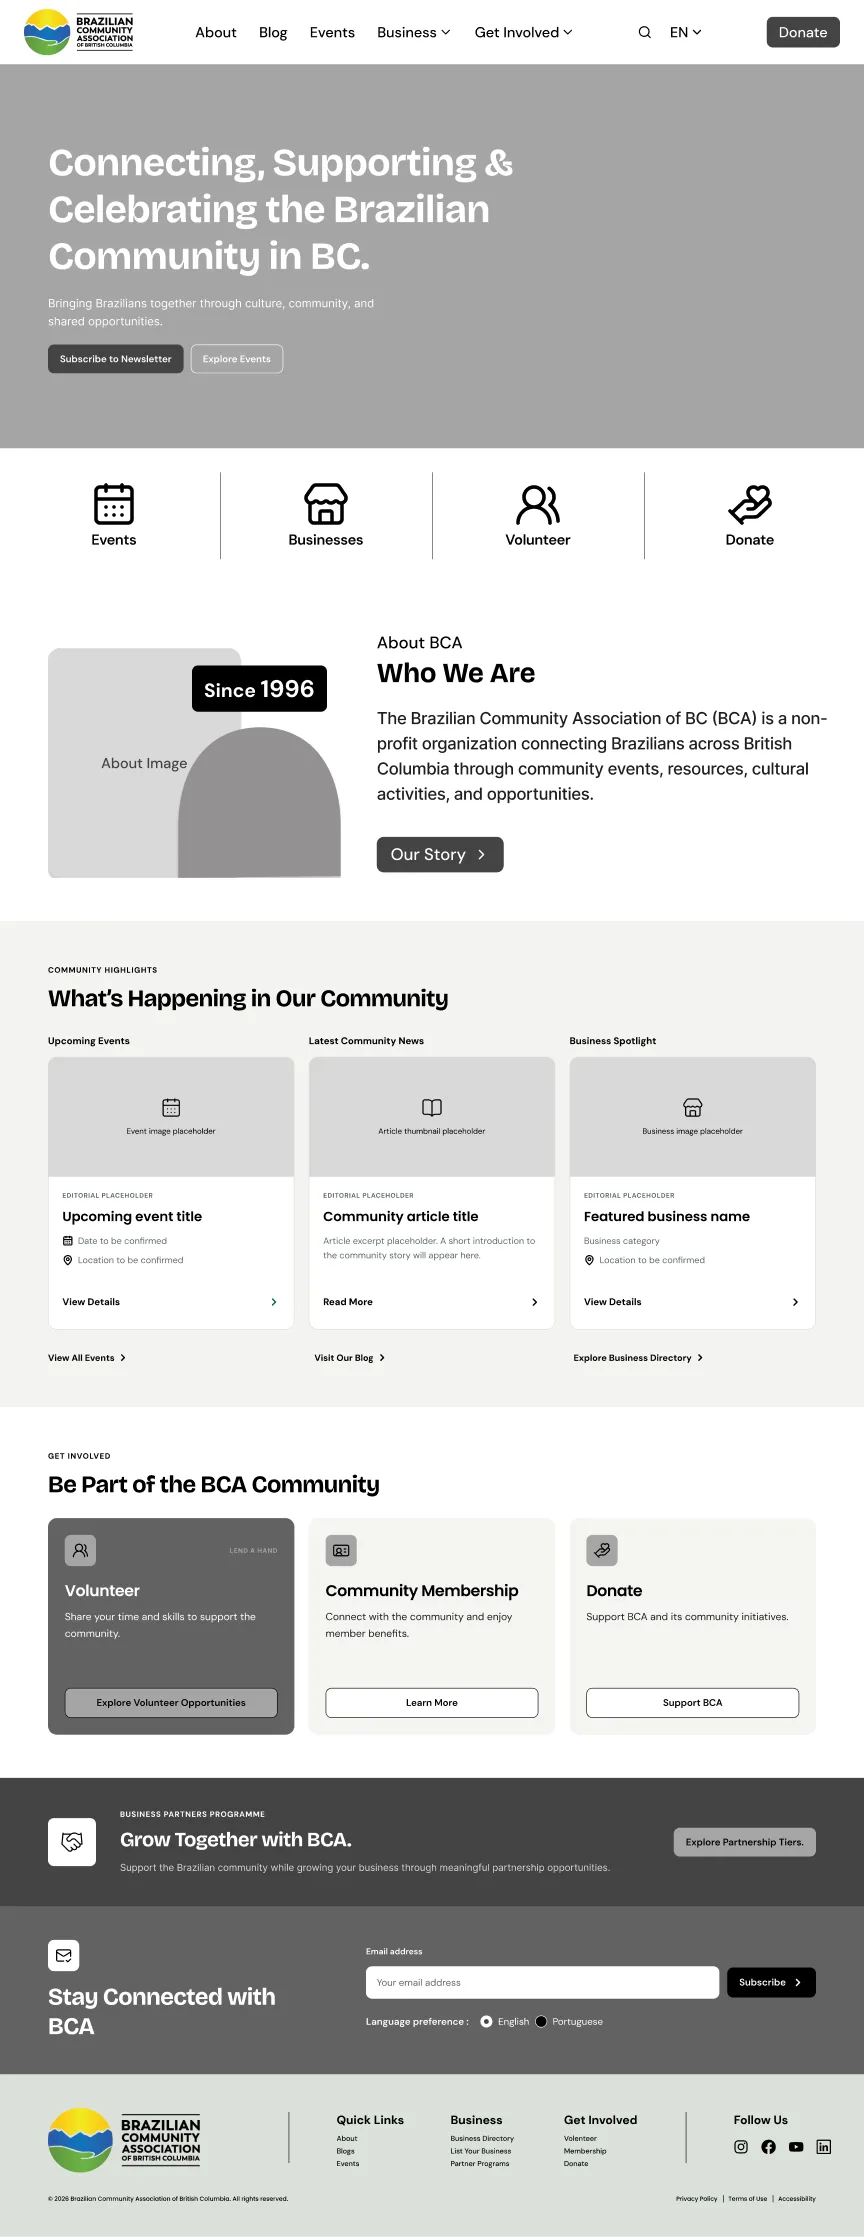 BRAZILIAN
COMMUNITY
ASSOCIATION
OF BRITISH COLUMBIA
About
Blog
Events
Business
Get Involved
EN
Donate
Connecting, Supporting &
Celebrating the Brazilian
Community in BC.
Bringing Brazilians together through culture, community, and
shared opportunities.
Subscribe to Newsletter
Explore Events
Events
Businesses
Volunteer
Donate
About Image
Since 1996
About BCA
Who We Are
The Brazilian Community Association of BC (BCA) is a non-
profit organization connecting Brazilians across British
Columbia through community events, resources, cultural
activities, and opportunities.
Our Story
COMMUNITY HIGHLIGHTS
What's Happening in Our Community
Upcoming Events
Event image placeholder
EDITORIAL PLACEHOLDER
Upcoming event title
Date to be confirmed
Location to be confirmed
View Details
View All Events
Latest Community News
Article thumbnail placeholder
EDITORIAL PLACEHOLDER
Community article title
Article excerpt placeholder. A short introduction to
the community story will appear here.
Read More
Visit Our Blog
Business Spotlight
Business image placeholder
EDITORIAL PLACEHOLDER
Featured business name
Business category
Location to be confirmed
View Details
Explore Business Directory
GET INVOLVED
Be Part of the BCA Community
LEND A HAND
Volunteer
Share your time and skills to support the
community.
Explore Volunteer Opportunities
Community Membership
Connect with the community and enjoy
member benefits.
Learn More
Donate
Support BCA and its community initiatives.
Support BCA
BUSINESS PARTNERS PROGRAMME
Grow Together with BCA.
Support the Brazilian community while growing your business through meaningful partnership opportunities.
Explore Partnership Tiers.
Stay Connected with
BCA
Email address
Your email address
Subscribe
Language preference :
English
Portuguese
BRAZILIAN
COMMUNITY
ASSOCIATION
OF BRITISH COLUMBIA
Quick Links
About
Blogs
Events
Business
Business Directory
List Your Business
Partner Programs
Get Involved
Volenteer
Membership
Donate
Follow Us
© 2026 Brazilian Community Association of British Columbia. All rights reserved.
Privacy Policy | Terms of Use | Accessibility